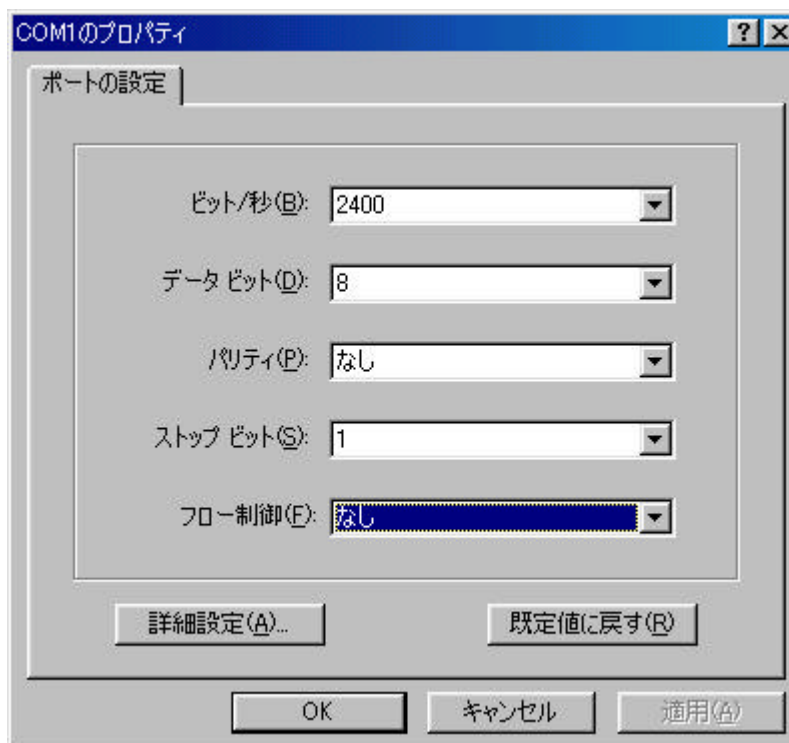 COM1のプロパティ
ポートの設定
ビット/秒(B): 2400
データ ビット(D): 8
パリティ(P): なし
ストップ ビット(S): 1
フロー制御(F): なし
詳細設定(A)... 既定値に戻す(R)
OK キャンセル 適用(A)